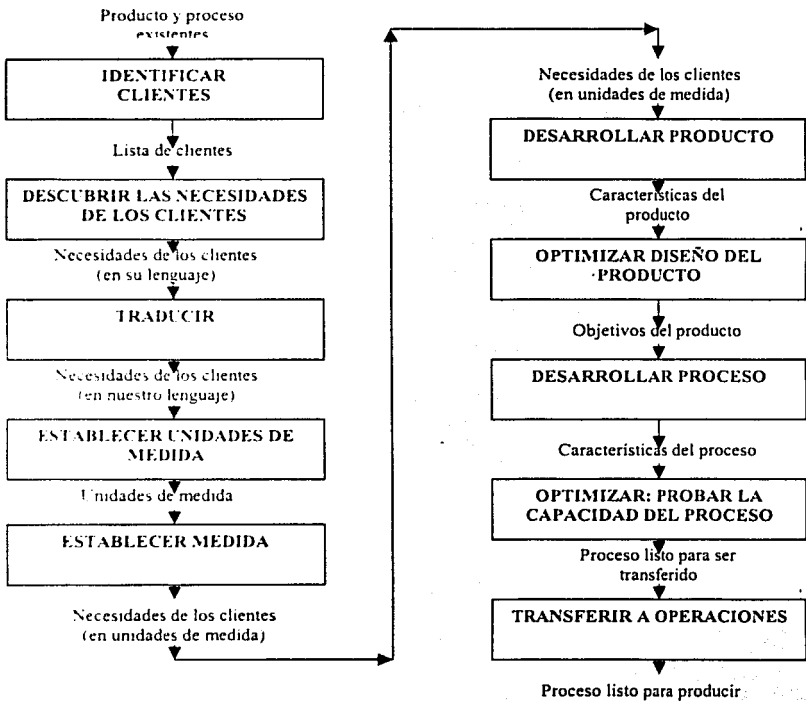 Producto y proceso
existentes
IDENTIFICAR
CLIENTES
Lista de clientes
DESCUBRIR LAS NECESIDADES
DE LOS CLIENTES
Necesidades de los clientes
(en su lenguaje)
TRADUCIR
Necesidades de los clientes
(en nuestro lenguaje)
ESTABLECER UNIDADES DE
MEDIDA
Unidades de medida
ESTABLECER MEDIDA
Necesidades de los clientes
(en unidades de medida)
Necesidades de los clientes
(en unidades de medida)
DESARROLLAR PRODUCTO
Características del
producto
OPTIMIZAR DISEÑO DEL
PRODUCTO
Objetivos del producto
DESARROLLAR PROCESO
Características del proceso
OPTIMIZAR: PROBAR LA
CAPACIDAD DEL PROCESO
Proceso listo para ser
transferido
TRANSFERIR A OPERACIONES
Proceso listo para producir